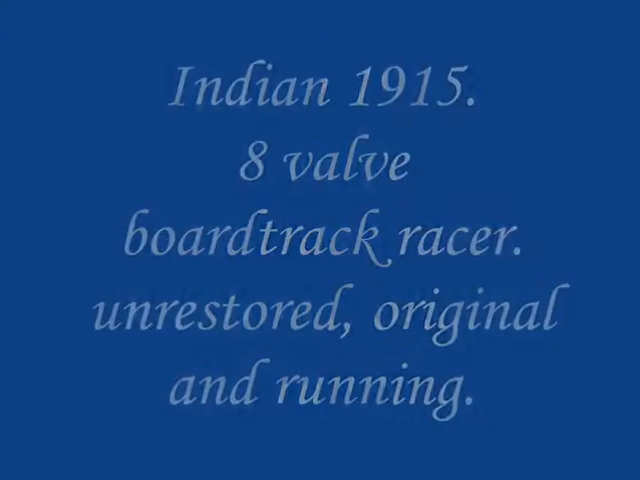 Indian 1915.
8 valve
boardtrack racer.
unrestored, original
and running.